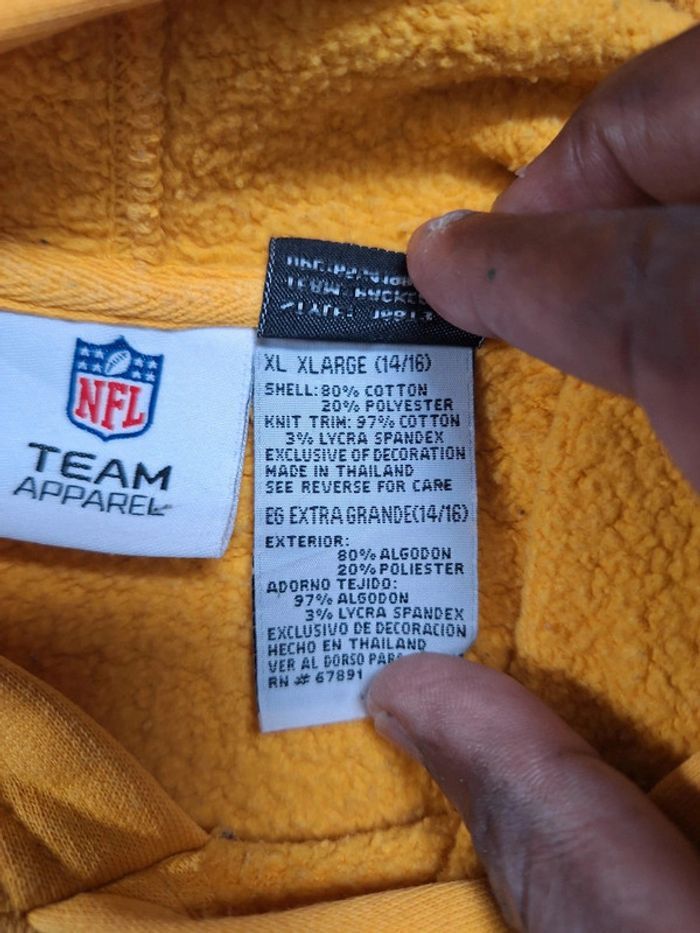 NFL
TEAM
APPAREL
XL XLARGE (14/16)
SHELL: 80% COTTON
20% POLYESTER
KNIT TRIM: 97% COTTON
3% LYCRA SPANDEX
EXCLUSIVE OF DECORATION
MADE IN THAILAND
SEE REVERSE FOR CARE
EG EXTRA GRANDE(14/16)
EXTERIOR:
80% ALGODON
20% POLIESTER
ADORNO TEJIDO:
97% ALGODON
3% LYCRA SPANDEX
EXCLUSIVO DE DECORACION
HECHO EN THAILAND
VER AL DORSO PARA
RN # 67891